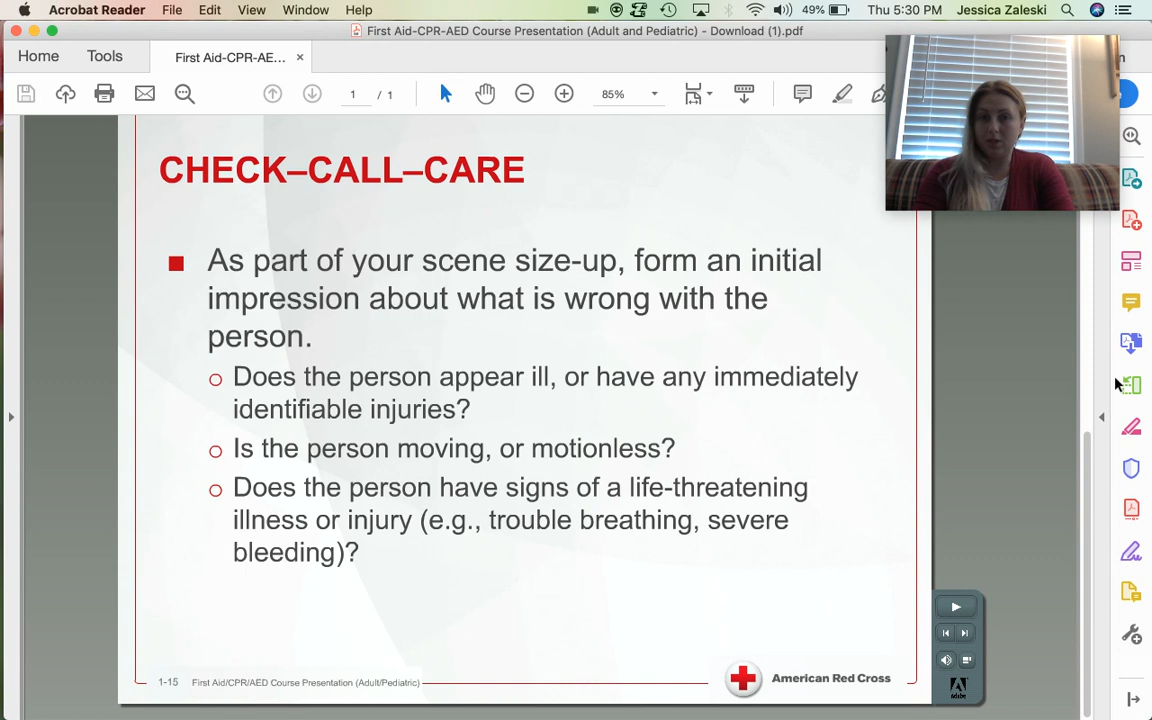 Acrobat Reader File Edit View Window Help 49% Thu 5:30 PM Jessica Zaleski
First Aid-CPR-AED Course Presentation (Adult and Pediatric) - Download (1).pdf
Home Tools First Aid-CPR-AE... ×
1 / 1 85%
CHECK–CALL–CARE
As part of your scene size-up, form an initial
impression about what is wrong with the
person.
Does the person appear ill, or have any immediately
identifiable injuries?
Is the person moving, or motionless?
Does the person have signs of a life-threatening
illness or injury (e.g., trouble breathing, severe
bleeding)?
1-15 First Aid/CPR/AED Course Presentation (Adult/Pediatric)
American Red Cross
Adobe